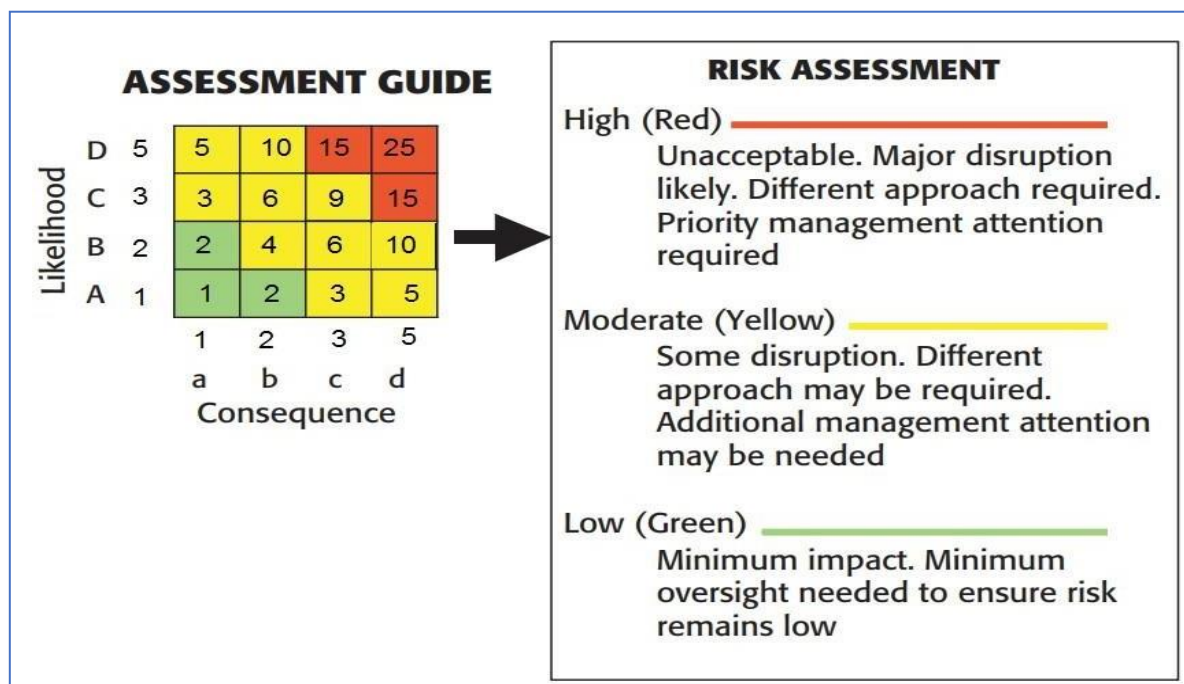 ASSESSMENT GUIDE
Likelihood
D 5 5 10 15 25
C 3 3 6 9 15
B 2 2 4 6 10
A 1 1 2 3 5
1 2 3 5
a b c d
Consequence
RISK ASSESSMENT
High (Red)
Unacceptable. Major disruption
likely. Different approach required.
Priority management attention
required
Moderate (Yellow)
Some disruption. Different
approach may be required.
Additional management attention
may be needed
Low (Green)
Minimum impact. Minimum
oversight needed to ensure risk
remains low